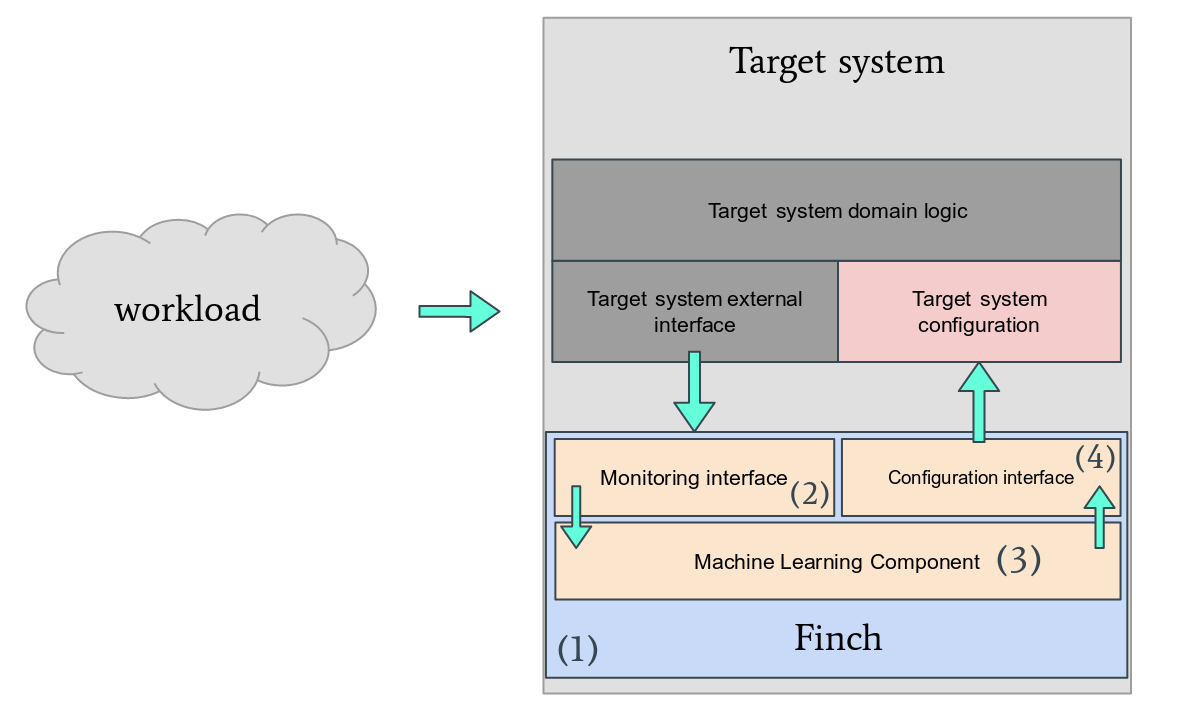 Target system
Target system domain logic
workload
Target system external
interface
Target system
configuration
Monitoring interface
(2)
Configuration interface
(4)
Machine Learning Component (3)
(1)
Finch